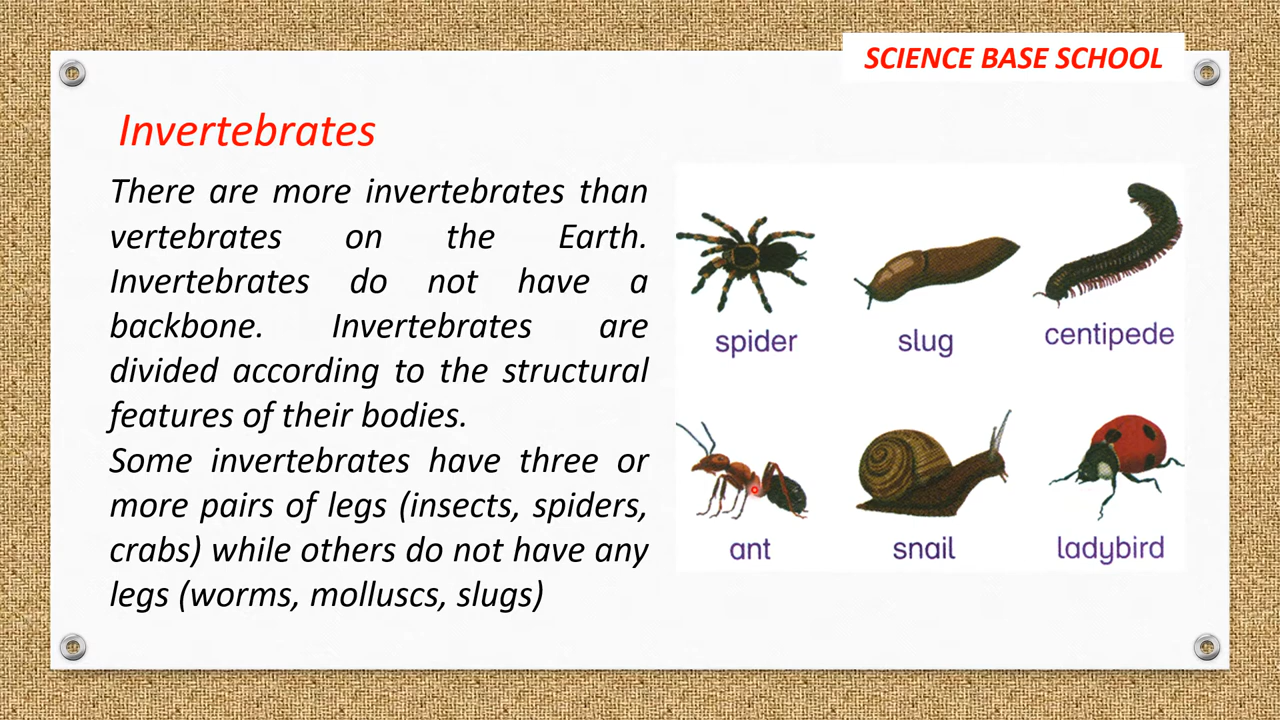 SCIENCE BASE SCHOOL
Invertebrates
There are more invertebrates than
vertebrates on the Earth.
Invertebrates do not have a
backbone. Invertebrates are
divided according to the structural
features of their bodies.
Some invertebrates have three or
more pairs of legs (insects, spiders,
crabs) while others do not have any
legs (worms, molluscs, slugs)
spider slug centipede
ant snail ladybird